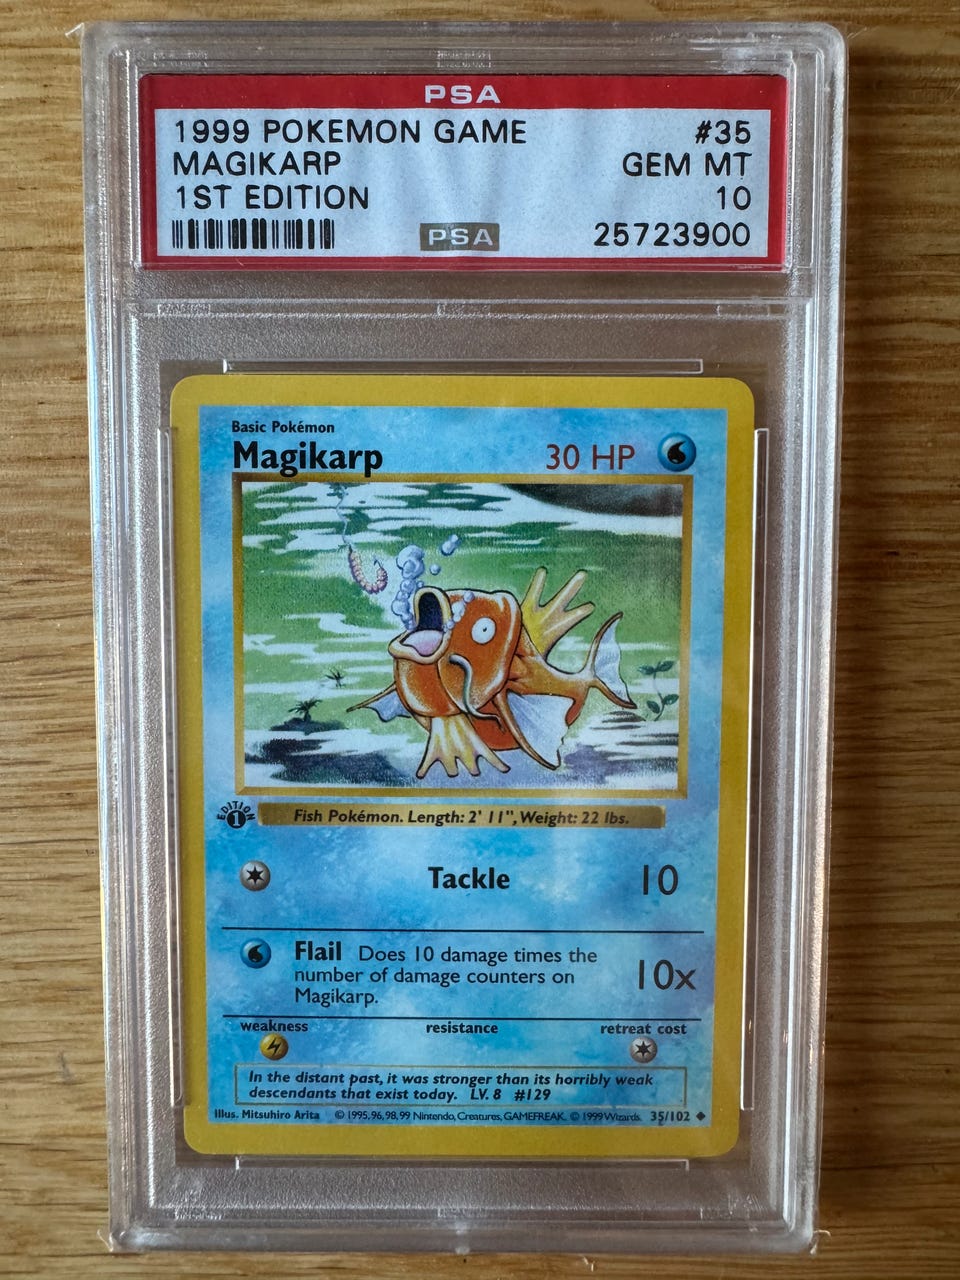 PSA
1999 POKEMON GAME #35
MAGIKARP GEM MT
1ST EDITION 10
PSA 25723900
Basic Pokémon
Magikarp 30 HP
EDITION
1
Fish Pokémon. Length: 2' 11", Weight: 22 lbs.
Tackle 10
Flail Does 10 damage times the
number of damage counters on
Magikarp.
10x
weakness resistance retreat cost
In the distant past, it was stronger than its horribly weak
descendants that exist today. LV. 8 #129
Illus. Mitsuhiro Arita © 1995, 96, 98, 99 Nintendo, Creatures, GAMEFREAK. © 1999 Wizards. 35/102